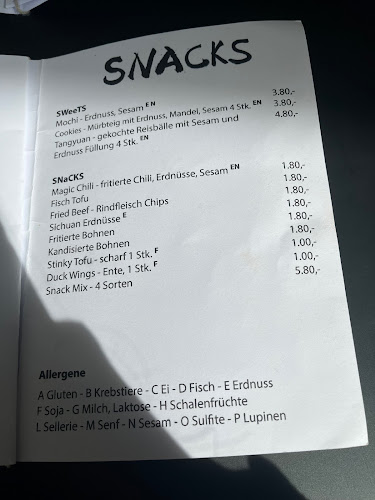 SNACKS
SWeeTS
Mochi - Erdnuss, Sesam E N 3.80,-
Cookies - Mürbteig mit Erdnuss, Mandel, Sesam 4 Stk. EN 3.80,-
Tangyuan - gekochte Reisbälle mit Sesam und 4.80,-
Erdnuss Füllung 4 Stk. EN
SNaCKS
Magic Chili - fritierte Chili, Erdnüsse, Sesam EN 1.80,-
Fisch Tofu 1.80,-
Fried Beef - Rindfleisch Chips 1.80,-
Sichuan Erdnüsse E 1.80,-
Fritierte Bohnen 1.80,-
Kandisierte Bohnen 1.80,-
Stinky Tofu - scharf 1 Stk. F 1.00,-
Duck Wings - Ente, 1 Stk. F 1.00,-
Snack Mix - 4 Sorten 5.80,-
Allergene
A Gluten - B Krebstiere - C Ei - D Fisch - E Erdnuss
F Soja - G Milch, Laktose - H Schalenfrüchte
L Sellerie - M Senf - N Sesam - O Sulfite - P Lupinen